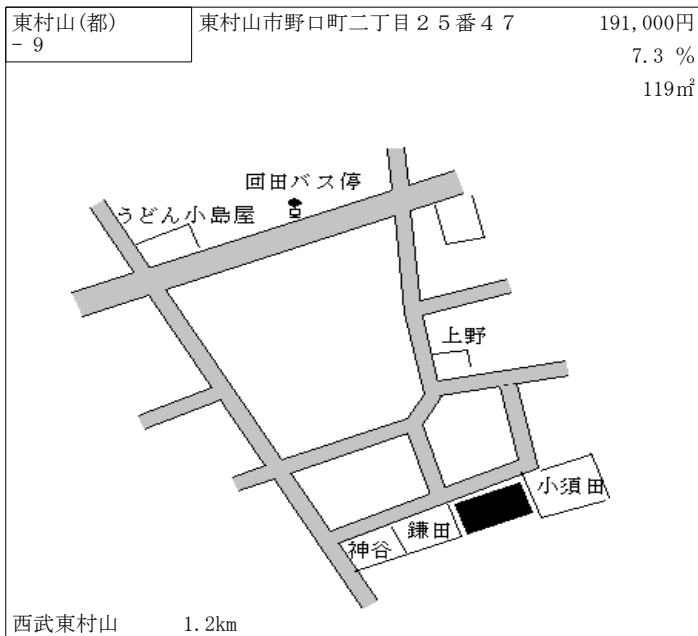 東村山(都)
- 9
東村山市野口町二丁目２５番４７
191,000円
7.3 %
119㎡
回田バス停
うどん小島屋
上野
小須田
鎌田
神谷
西武東村山 1.2km